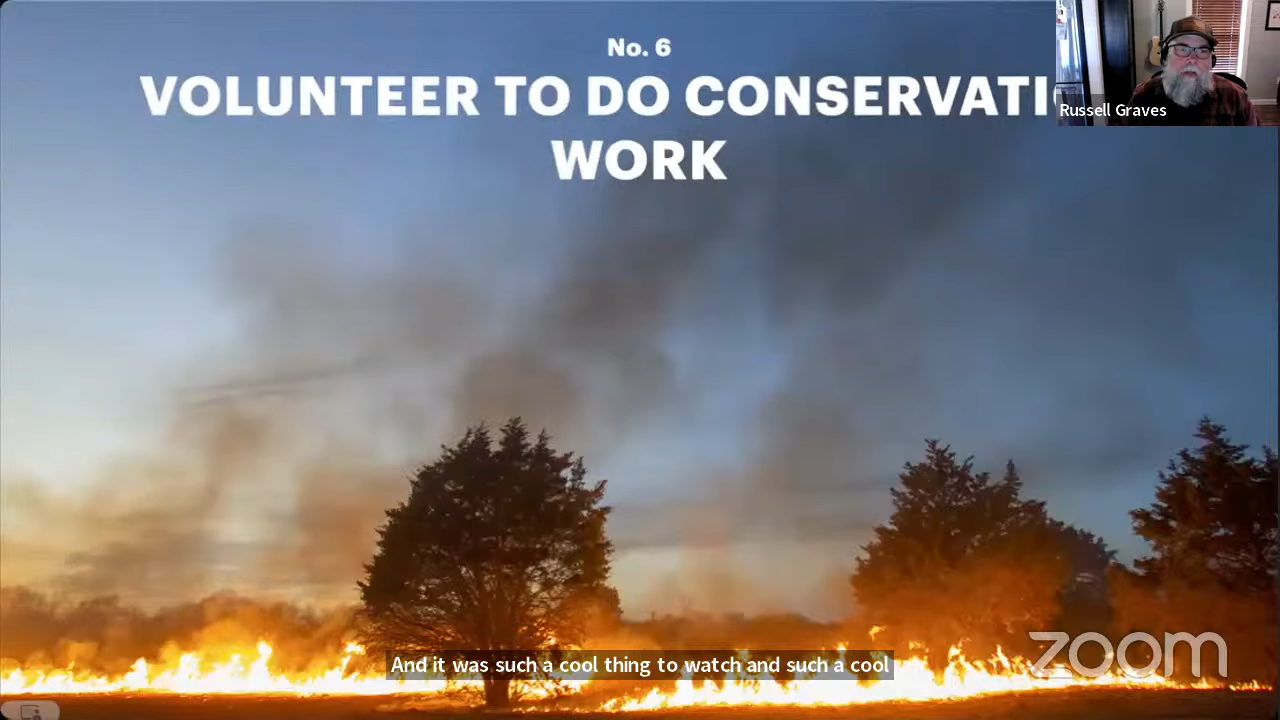 No. 6
VOLUNTEER TO DO CONSERVATI
WORK
Russell Graves
And it was such a cool thing to watch and such a cool
zoom